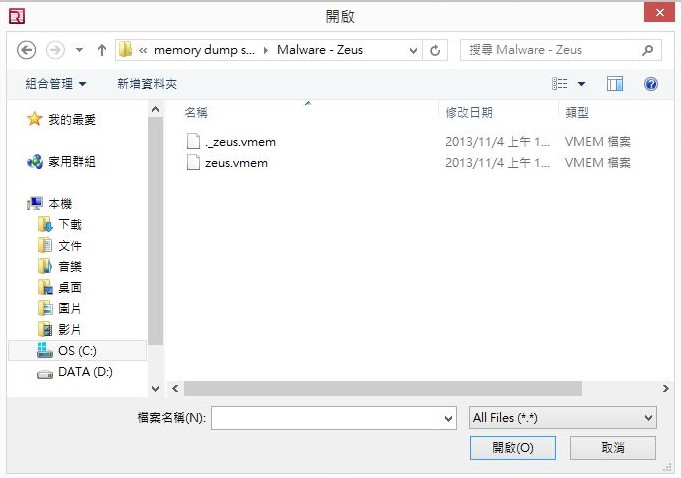 開啟
« memory dump s... Malware - Zeus
搜尋 Malware - Zeus
組合管理 新增資料夾
名稱 修改日期 類型
我的最愛
家用群組
本機
下載
文件
音樂
桌面
圖片
影片
OS (C:)
DATA (D:)
._zeus.vmem 2013/11/4 上午 1... VMEM 檔案
zeus.vmem 2013/11/4 上午 1... VMEM 檔案
檔案名稱(N): All Files (*.*)
開啟(O) 取消